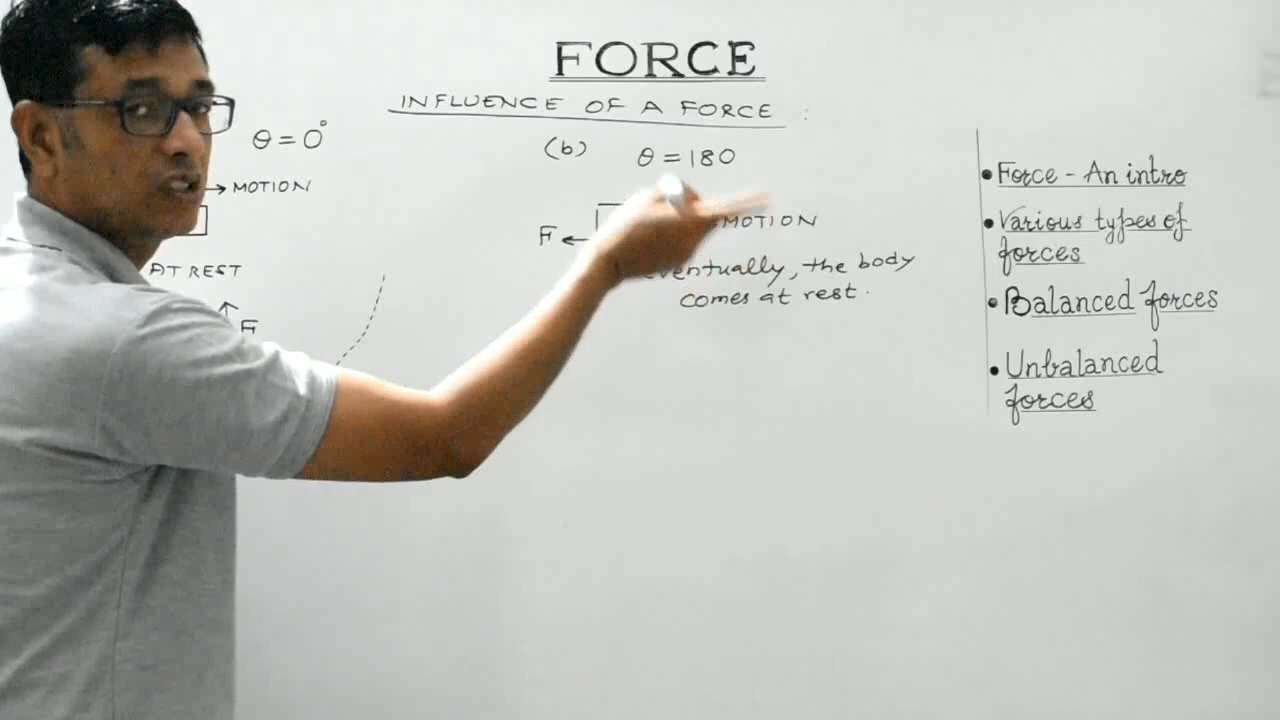 FORCE
INFLUENCE OF A FORCE :
θ = 0°
→ MOTION
AT REST
F
(b) θ = 180
F ← MOTION
eventually, the body
comes at rest.
• Force - An intro
• Various types of
forces
• Balanced forces
• Unbalanced
forces